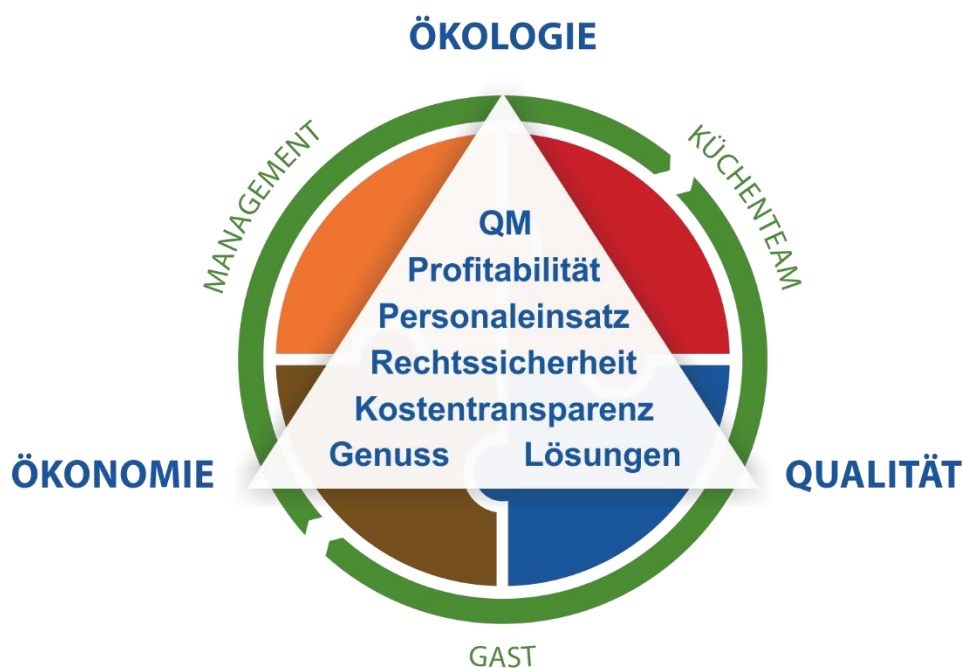 ÖKOLOGIE
MANAGEMENT
KÜCHENTEAM
QM
Profitabilität
Personaleinsatz
Rechtssicherheit
Kostentransparenz
Genuss Lösungen
ÖKONOMIE
QUALITÄT
GAST